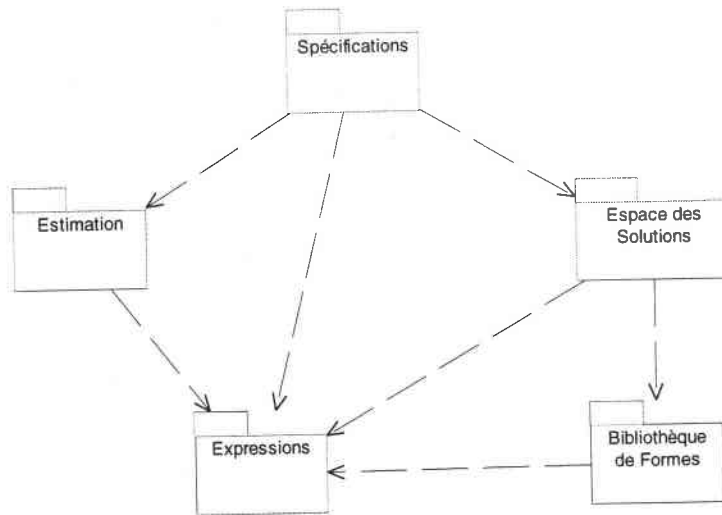 Spécifications
Estimation
Espace des
Solutions
Expressions
Bibliothèque
de Formes